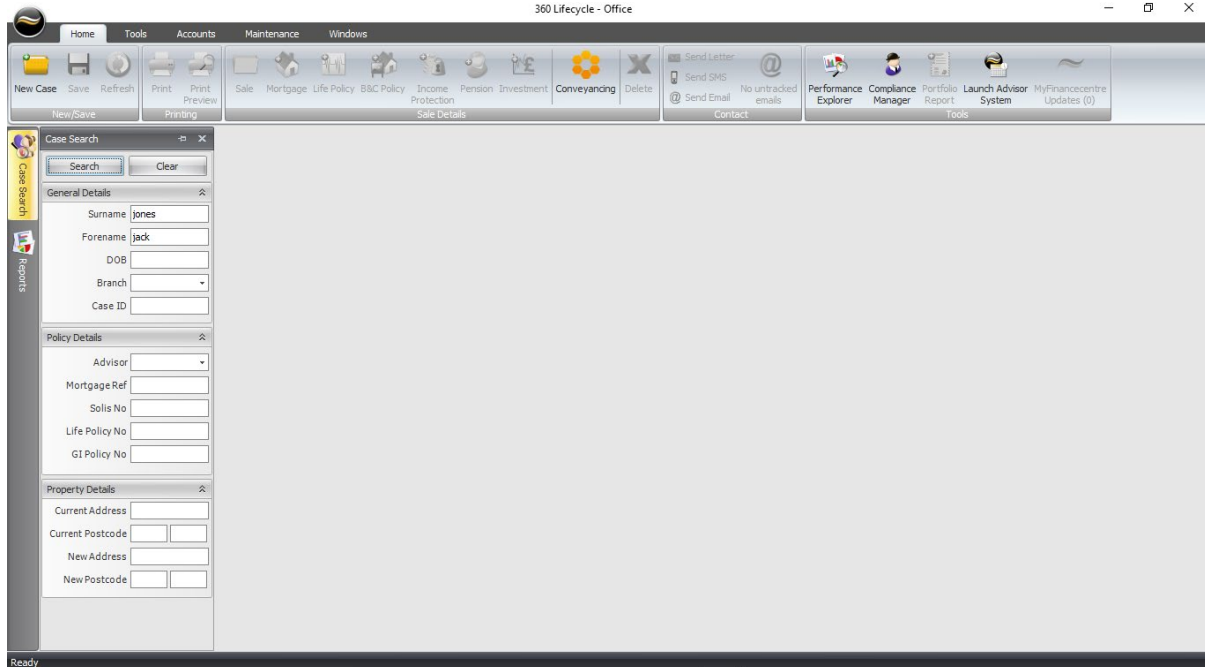 360 Lifecycle - Office
Home Tools Accounts Maintenance Windows
New Case Save Refresh Print Print Preview Sale Mortgage Life Policy B&C Policy Income Protection Pension Investment Conveyancing Delete
Send Letter
Send SMS
@ Send Email
@ No untracked emails
Performance Explorer Compliance Manager Portfolio Report Launch Advisor System MyFinancecentre Updates (0)
New/Save Printing Sale Details Contact Tools
Case Search
Reports
Case Search
Search Clear
General Details
Surname jones
Forename jack
DOB
Branch
Case ID
Policy Details
Advisor
Mortgage Ref
Solis No
Life Policy No
GI Policy No
Property Details
Current Address
Current Postcode
New Address
New Postcode
Ready